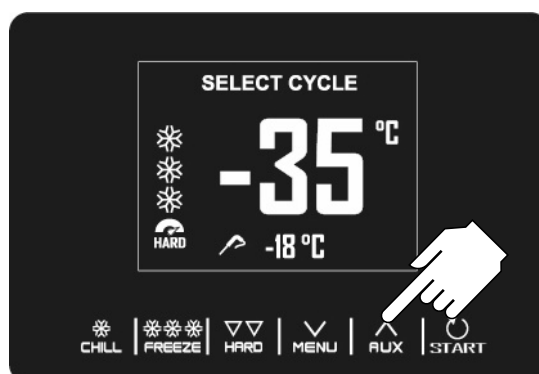 SELECT CYCLE
-35 °C
HARD
-18 °C
CHILL FREEZE HARD MENU AUX START